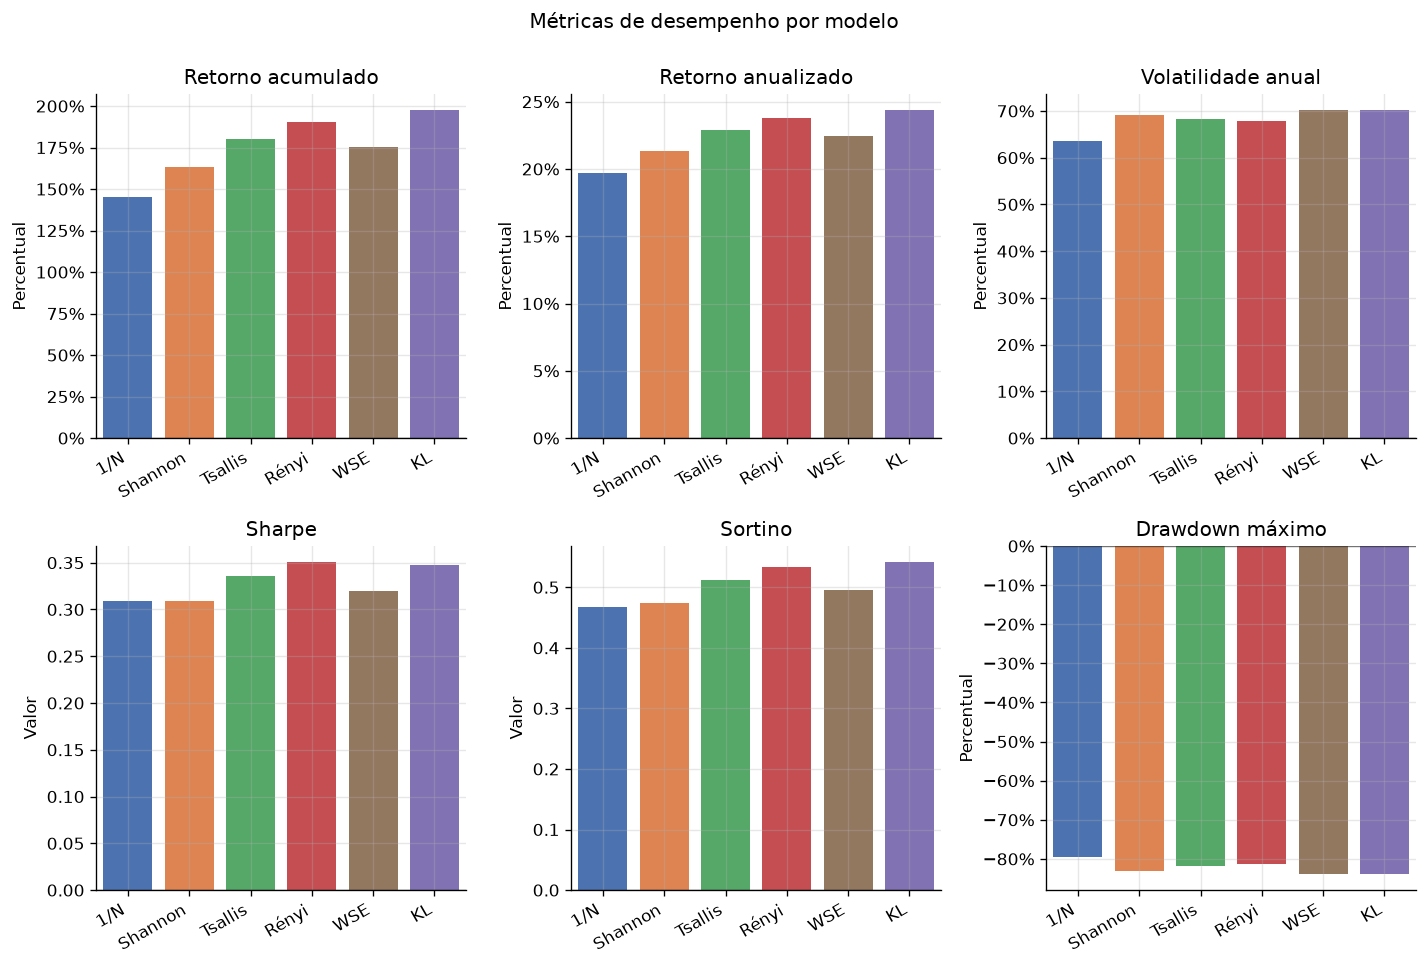 Métricas de desempenho por modelo
Retorno acumulado
Percentual
200%
175%
150%
125%
100%
75%
50%
25%
0%
1/N
Shannon
Tsallis
Rényi
WSE
KL
Retorno anualizado
Percentual
25%
20%
15%
10%
5%
0%
1/N
Shannon
Tsallis
Rényi
WSE
KL
Volatilidade anual
Percentual
70%
60%
50%
40%
30%
20%
10%
0%
1/N
Shannon
Tsallis
Rényi
WSE
KL
Sharpe
Valor
0.35
0.30
0.25
0.20
0.15
0.10
0.05
0.00
1/N
Shannon
Tsallis
Rényi
WSE
KL
Sortino
Valor
0.5
0.4
0.3
0.2
0.1
0.0
1/N
Shannon
Tsallis
Rényi
WSE
KL
Drawdown máximo
Percentual
0%
−10%
−20%
−30%
−40%
−50%
−60%
−70%
−80%
1/N
Shannon
Tsallis
Rényi
WSE
KL